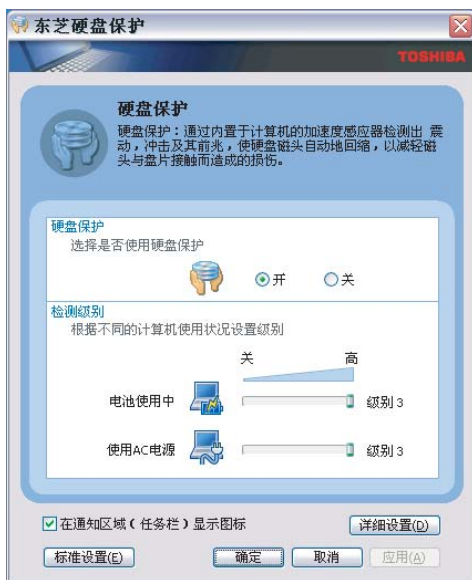 东芝硬盘保护
TOSHIBA
硬盘保护
硬盘保护：通过内置于计算机的加速度感应器检测出 震
动，冲击及其前兆，使硬盘磁头自动地回缩，以减轻磁
头与盘片接触而造成的损伤。
硬盘保护
选择是否使用硬盘保护
开 关
检测级别
根据不同的计算机使用状况设置级别
关 高
电池使用中 级别 3
使用AC电源 级别 3
在通知区域（任务栏）显示图标 详细设置(D)
标准设置(E) 确定 取消 应用(A)